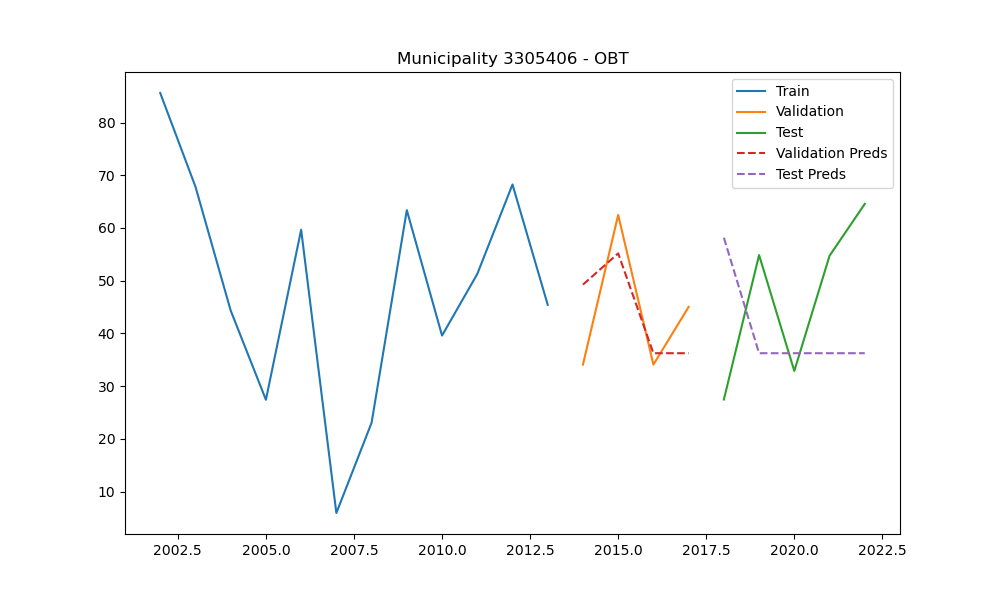 Municipality 3305406 - OBT
Train
Validation
Test
Validation Preds
Test Preds
80
70
60
50
40
30
20
10
2002.5 2005.0 2007.5 2010.0 2012.5 2015.0 2017.5 2020.0 2022.5